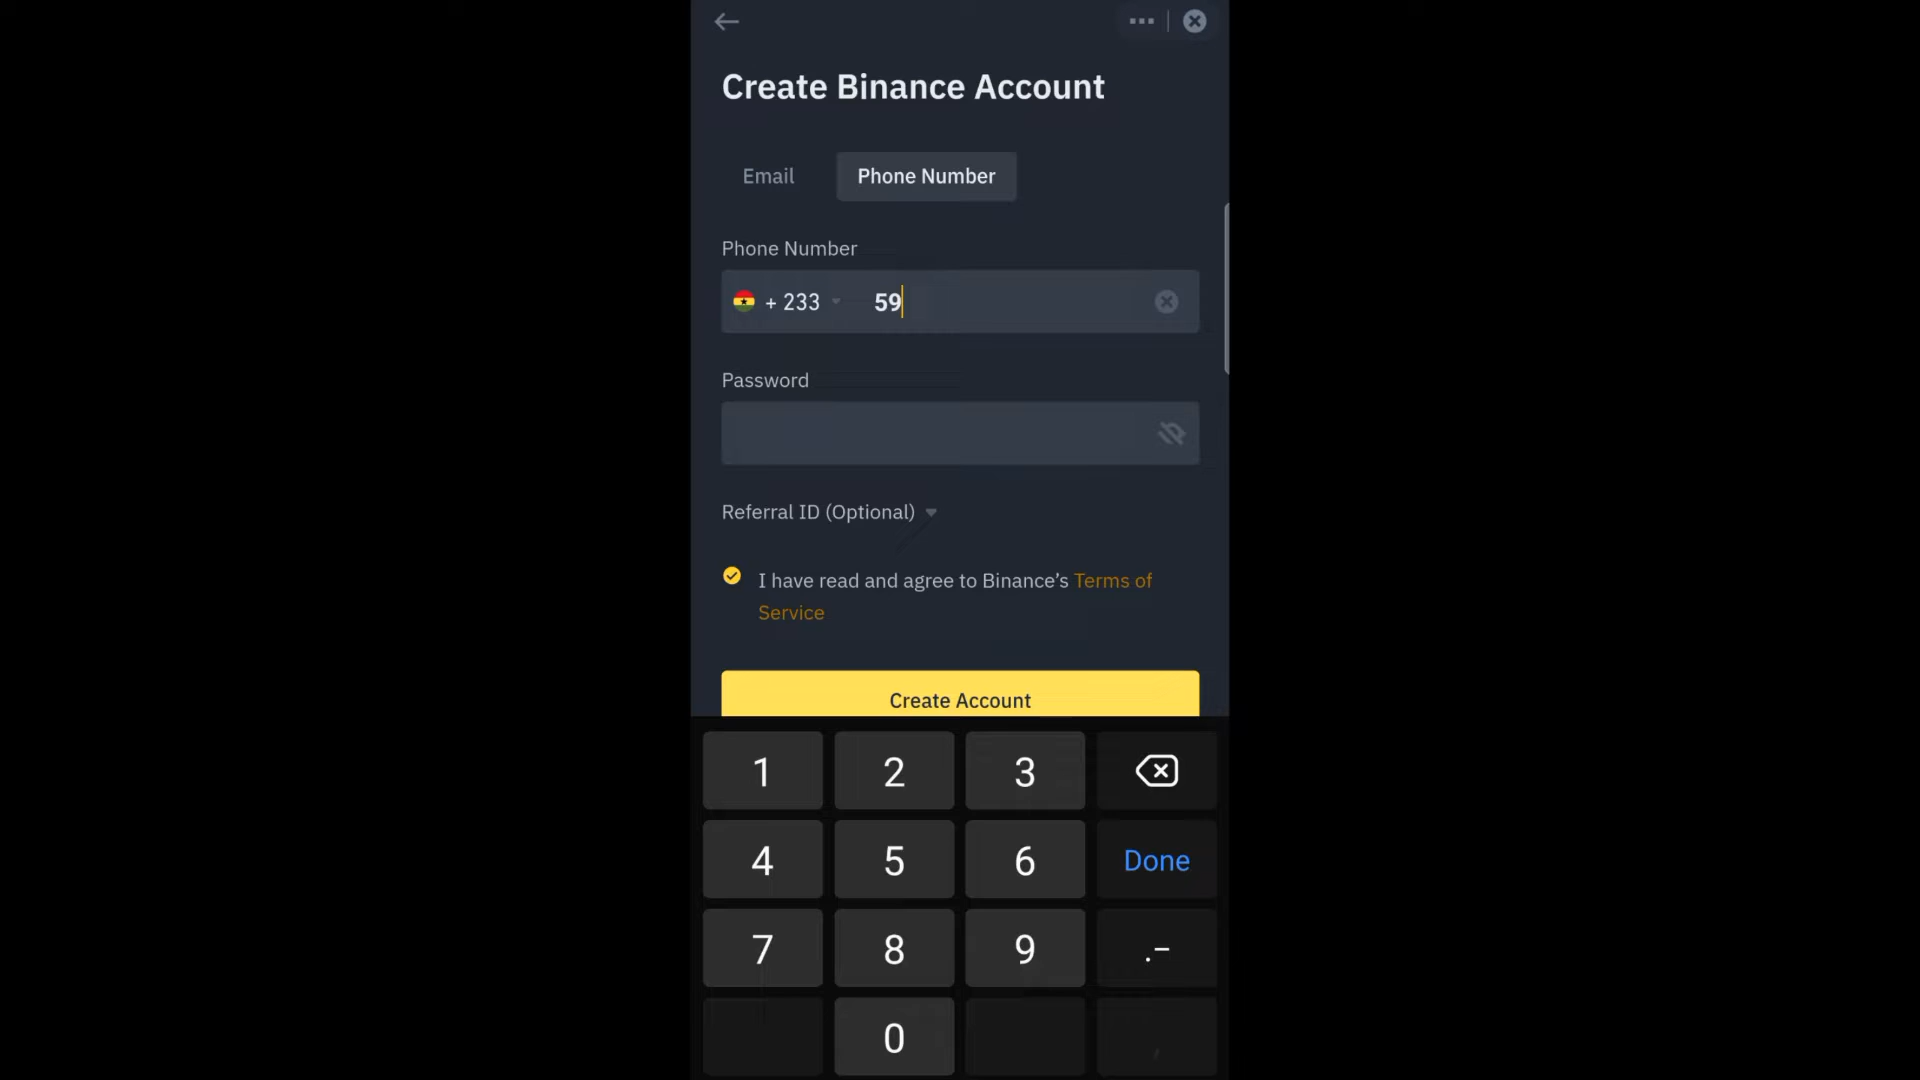 Create Binance Account
Email Phone Number
Phone Number
+ 233 59
Password
Referral ID (Optional)
I have read and agree to Binance’s Terms of
Service
Create Account
1 2 3
4 5 6 Done
7 8 9 .–
0 ,